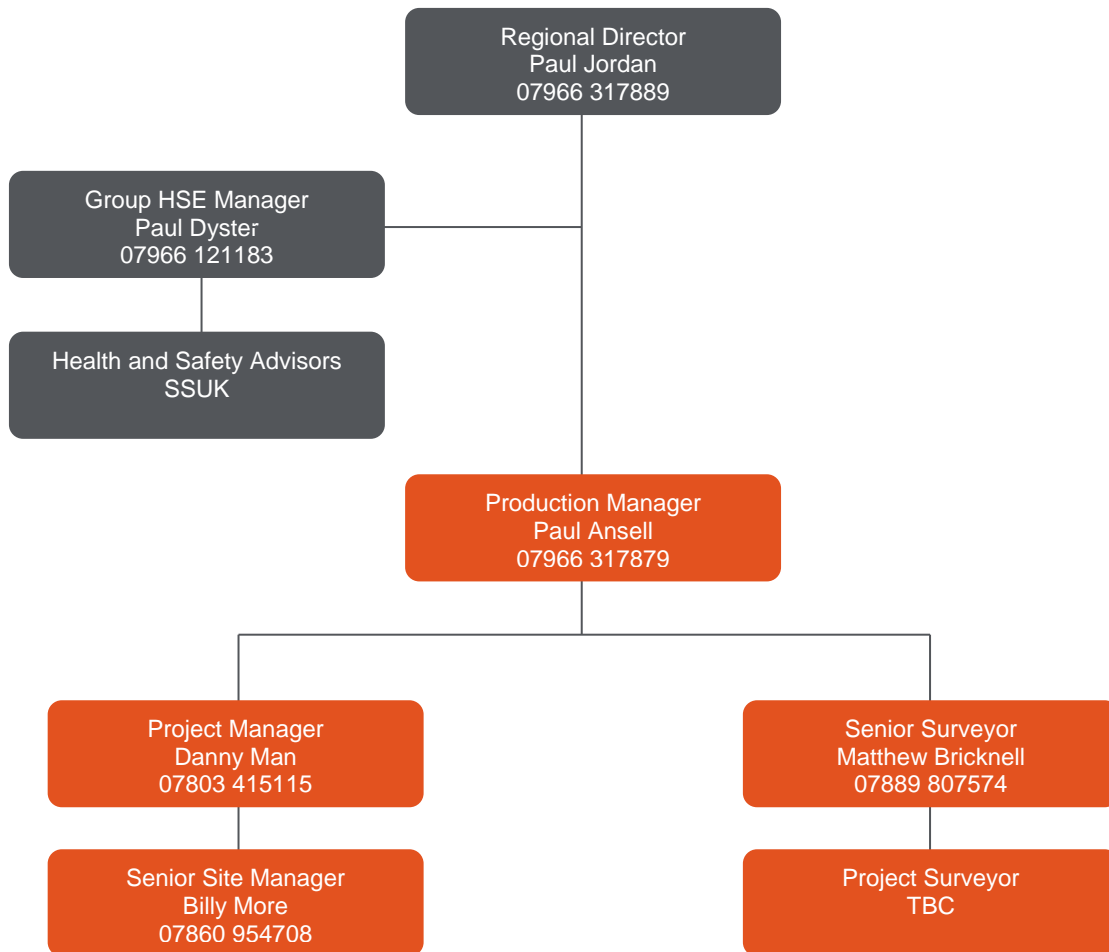 Regional Director
Paul Jordan
07966 317889
Group HSE Manager
Paul Dyster
07966 121183
Health and Safety Advisors
SSUK
Production Manager
Paul Ansell
07966 317879
Project Manager
Danny Man
07803 415115
Senior Surveyor
Matthew Bricknell
07889 807574
Senior Site Manager
Billy More
07860 954708
Project Surveyor
TBC